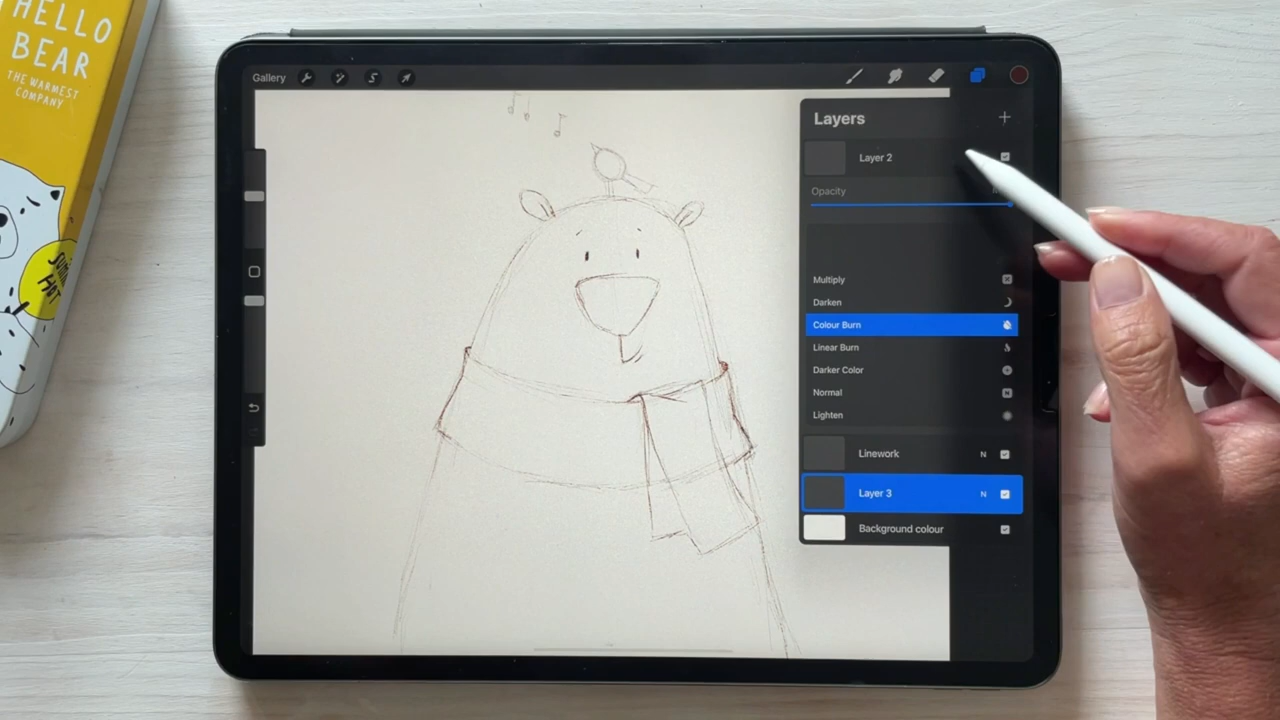 HELLO
BEAR
THE WARMEST
COMPANY
Gallery
Layers
Layer 2
Opacity
Multiply
Darken
Colour Burn
Linear Burn
Darker Color
Normal
Lighten
Linework N
Layer 3 N
Background colour